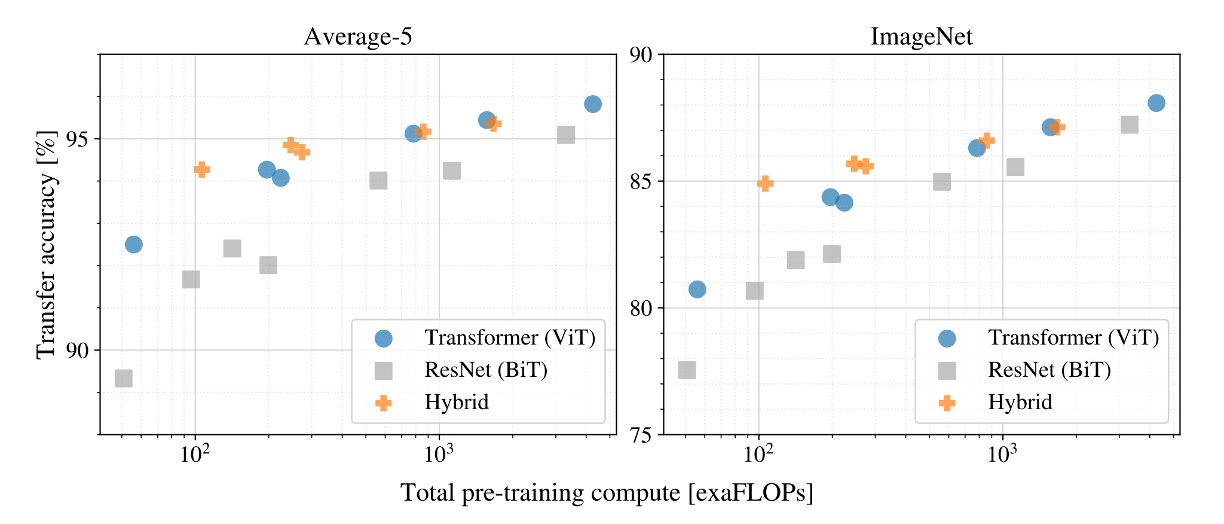 Average-5
ImageNet
Transfer accuracy [%]
95
90
10²
10³
Transformer (ViT)
ResNet (BiT)
Hybrid
90
85
80
75
10²
10³
Transformer (ViT)
ResNet (BiT)
Hybrid
Total pre-training compute [exaFLOPs]